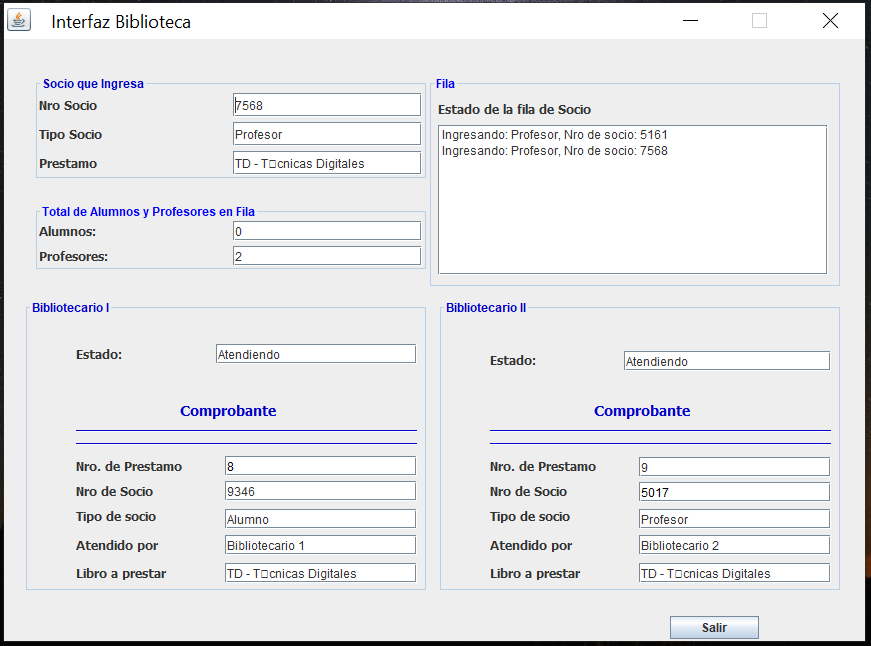 Interfaz Biblioteca
Socio que Ingresa
Nro Socio 7568
Tipo Socio Profesor
Prestamo TD - T□cnicas Digitales
Total de Alumnos y Profesores en Fila
Alumnos: 0
Profesores: 2
Fila
Estado de la fila de Socio
Ingresando: Profesor, Nro de socio: 5161
Ingresando: Profesor, Nro de socio: 7568
Bibliotecario I
Estado: Atendiendo
Comprobante
Nro. de Prestamo 8
Nro de Socio 9346
Tipo de socio Alumno
Atendido por Bibliotecario 1
Libro a prestar TD - T□cnicas Digitales
Bibliotecario II
Estado: Atendiendo
Comprobante
Nro. de Prestamo 9
Nro de Socio 5017
Tipo de socio Profesor
Atendido por Bibliotecario 2
Libro a prestar TD - T□cnicas Digitales
Salir